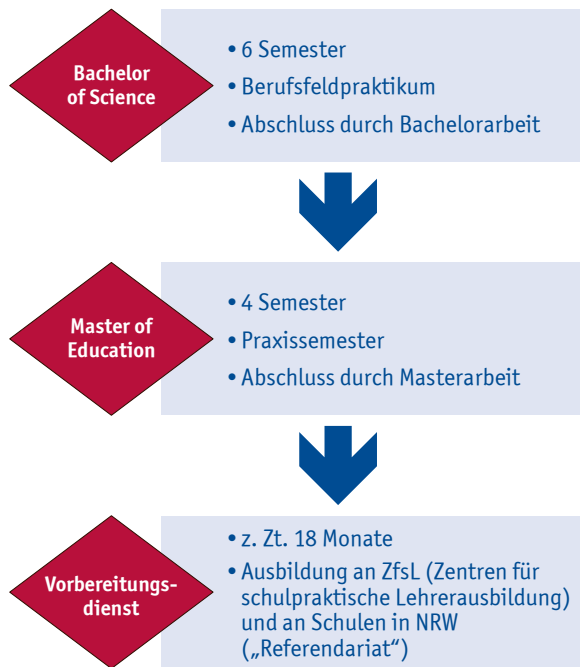 Bachelor
of Science
• 6 Semester
• Berufsfeldpraktikum
• Abschluss durch Bachelorarbeit
Master of
Education
• 4 Semester
• Praxissemester
• Abschluss durch Masterarbeit
Vorbereitungs-
dienst
• z. Zt. 18 Monate
• Ausbildung an ZfsL (Zentren für
schulpraktische Lehrerausbildung)
und an Schulen in NRW
(„Referendariat“)